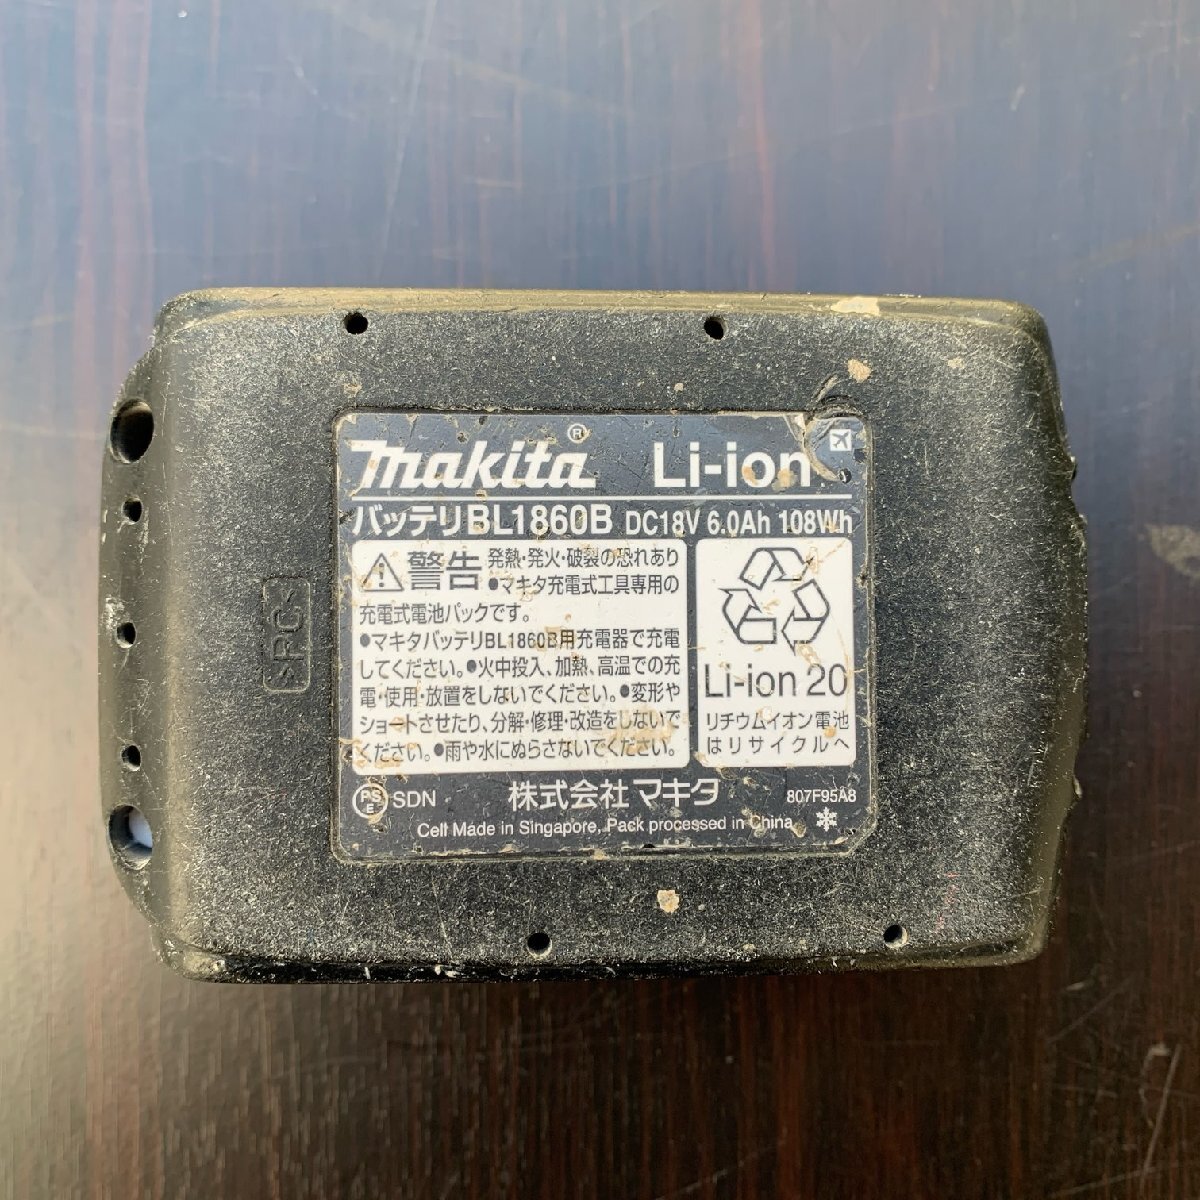 makita® Li-ion
バッテリBL1860B DC18V 6.0Ah 108Wh
警告 発熱・発火・破裂の恐れあり
●マキタ充電式工具専用の
充電式電池パックです。
●マキタバッテリBL1860B用充電器で充電
してください。●火中投入、加熱、高温での充
電・使用・放置をしないでください。●変形や
ショートさせたり、分解・修理・改造をしないで
ください。●雨や水にぬらさないでください。
Li-ion 20
リチウムイオン電池
はリサイクルへ
PS
E
SDN 株式会社マキタ 807F95A8
Cell Made in Singapore, Pack processed in China
SPCK